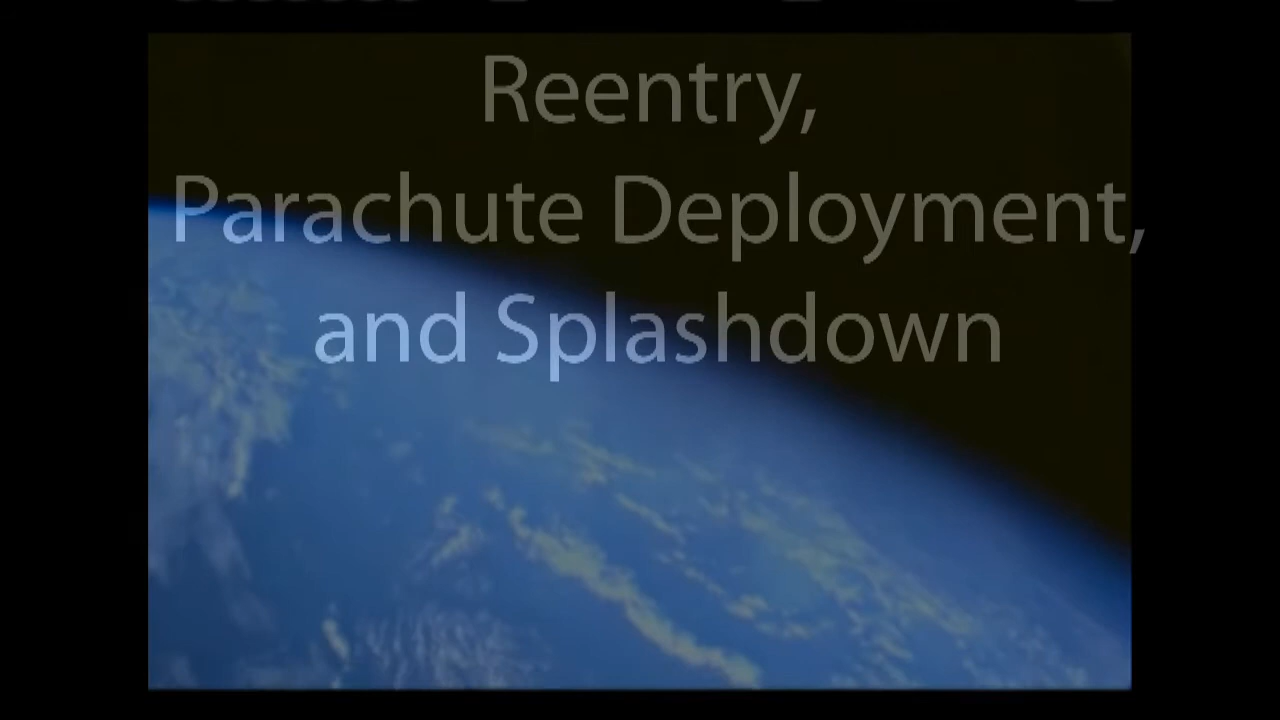 Reentry,
Parachute Deployment,
and Splashdown